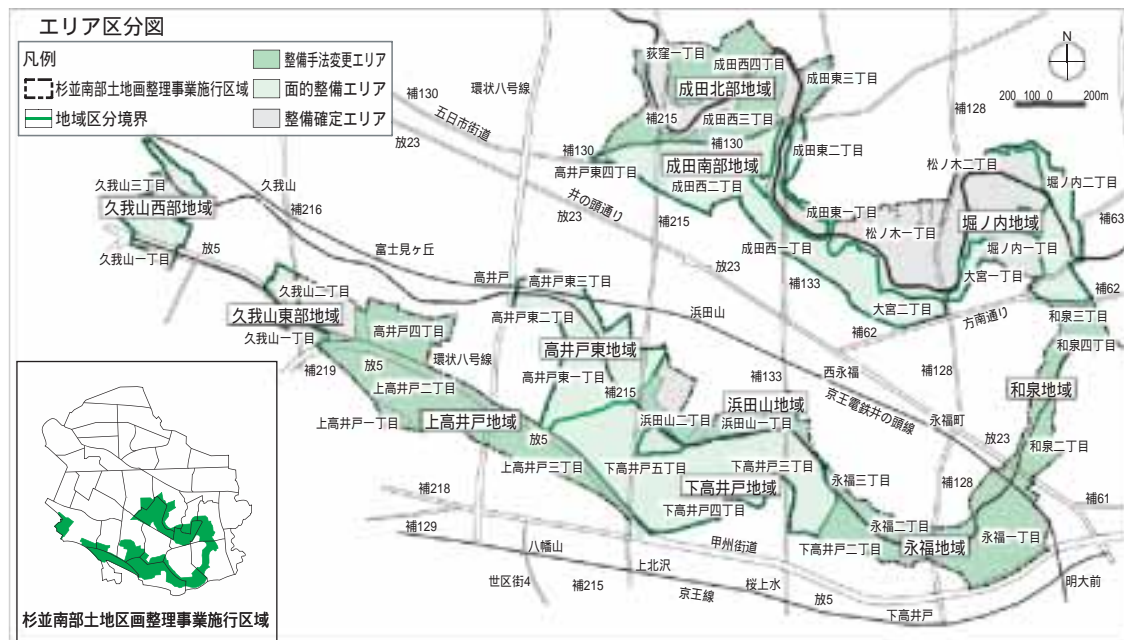 エリア区分図
凡例
杉並南部土地画整理事業施行区域
地域区分境界
整備手法変更エリア
面的整備エリア
整備確定エリア
N
200 100 0 200m
荻窪一丁目
成田西四丁目
成田東三丁目
成田北部地域
環状八号線
補130
五日市街道
放23
補215
成田西三丁目
補128
補130
補130
成田東二丁目
高井戸東四丁目
成田南部地域
松ノ木二丁目
堀ノ内二丁目
久我山三丁目
久我山
成田西二丁目
井の頭通り
久我山西部地域
補216
放23
補215
成田東一丁目
松ノ木一丁目
堀ノ内地域
補63
久我山一丁目
放5
富士見ヶ丘
成田西一丁目
堀ノ内一丁目
放23
高井戸
高井戸東三丁目
補133
大宮一丁目
久我山二丁目
補62
久我山東部地域
高井戸東二丁目
浜田山
大宮二丁目
方南通り
和泉三丁目
久我山一丁目
高井戸四丁目
補62
和泉四丁目
高井戸東地域
補219
放5
環状八号線
高井戸東一丁目
補133
西永福
補128
上高井戸二丁目
補215
京王電鉄井の頭線
和泉地域
上高井戸一丁目
上高井戸地域
浜田山二丁目
浜田山地域
浜田山一丁目
永福町
放5
放23
和泉二丁目
上高井戸三丁目
下高井戸五丁目
下高井戸三丁目
下高井戸地域
永福三丁目
補128
補218
下高井戸四丁目
補61
補129
永福二丁目
永福一丁目
八幡山
甲州街道
下高井戸二丁目
永福地域
上北沢
世区街4
補215
京王線
桜上水
放5
下高井戸
明大前
杉並南部土地区画整理事業施行区域